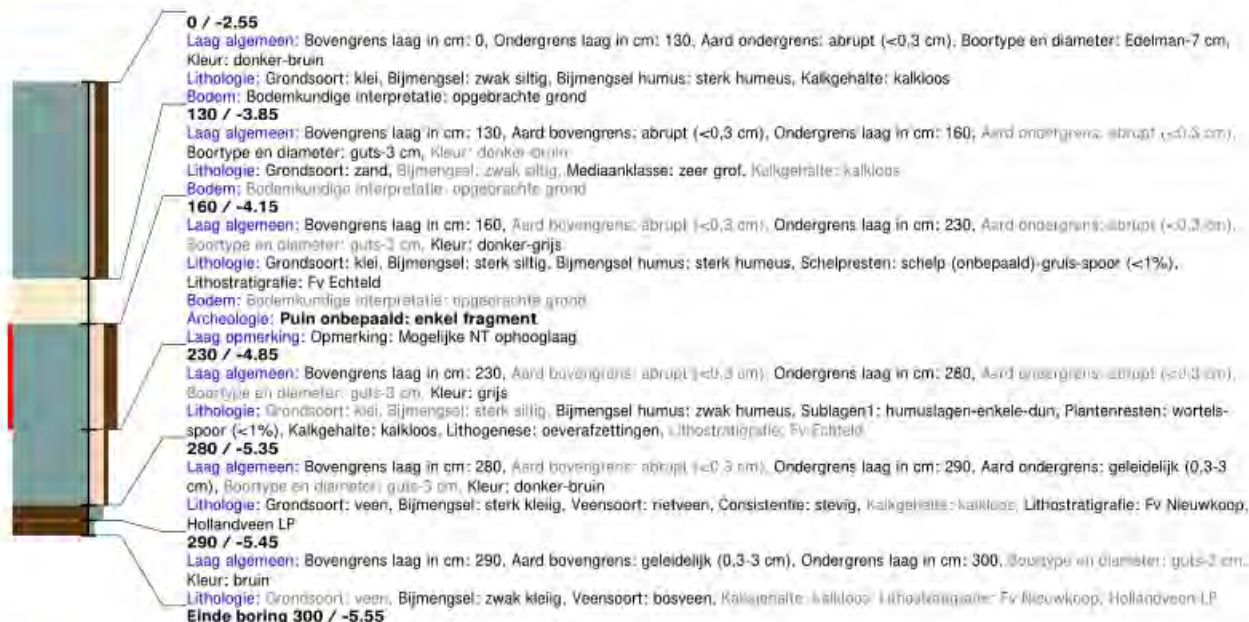 0 / -2.55
Laag algemeen: Bovengrens laag in cm: 0, Ondergrens laag in cm: 130, Aard ondergrens: abrupt (<0,3 cm), Boortype en diameter: Edelman-7 cm,
Kleur: donker-bruin
Lithologie: Grondsoort: klei, Bijmengsel: zwak siltig, Bijmengsel humus: sterk humeus, Kalkgehalte: kalkloos
Bodem: Bodemkundige interpretatie: opgebrachte grond
130 / -3.85
Laag algemeen: Bovengrens laag in cm: 130, Aard bovengrens: abrupt (<0,3 cm), Ondergrens laag in cm: 160, Aard ondergrens: abrupt (<0,3 cm),
Boortype en diameter: guts-3 cm, Kleur: donker-bruin
Lithologie: Grondsoort: zand, Bijmengsel: zwak siltig, Mediaanklasse: zeer grof, Kalkgehalte: kalkloos
Bodem: Bodemkundige interpretatie: opgebrachte grond
160 / -4.15
Laag algemeen: Bovengrens laag in cm: 160, Aard bovengrens: abrupt (<0,3 cm), Ondergrens laag in cm: 230, Aard ondergrens: abrupt (<0,3 cm),
Boortype en diameter: guts-3 cm, Kleur: donker-grijs
Lithologie: Grondsoort: klei, Bijmengsel: sterk siltig, Bijmengsel humus: sterk humeus, Schelpresten: schelp (onbepaald)-gruis-spoor (<1%),
Lithostratigrafie: Fv Echteld
Bodem: Bodemkundige interpretatie: opgebrachte grond
Archeologie: Puin onbepaald: enkel fragment
Laag opmerking: Opmerking: Mogelijke NT ophooglaag
230 / -4.85
Laag algemeen: Bovengrens laag in cm: 230, Aard bovengrens: abrupt (<0,3 cm), Ondergrens laag in cm: 280, Aard ondergrens: abrupt (<0,3 cm),
Boortype en diameter: guts-3 cm, Kleur: grijs
Lithologie: Grondsoort: klei, Bijmengsel: sterk siltig, Bijmengsel humus: zwak humeus, Sublagen1: humuslagen-enkele-dun, Plantenresten: wortels-
spoor (<1%), Kalkgehalte: kalkloos, Lithogenese: oeverafzettingen, Lithostratigrafie: Fv Echteld
280 / -5.35
Laag algemeen: Bovengrens laag in cm: 280, Aard bovengrens: abrupt (<0,3 cm), Ondergrens laag in cm: 290, Aard ondergrens: geleidelijk (0,3-3
cm), Boortype en diameter: guts-3 cm, Kleur: donker-bruin
Lithologie: Grondsoort: veen, Bijmengsel: sterk kleiig, Veensoort: rietveen, Consistentie: stevig, Kalkgehalte: kalkloos, Lithostratigrafie: Fv Nieuwkoop,
Hollandveen LP
290 / -5.45
Laag algemeen: Bovengrens laag in cm: 290, Aard bovengrens: geleidelijk (0,3-3 cm), Ondergrens laag in cm: 300, Boortype en diameter: guts-3 cm,
Kleur: bruin
Lithologie: Grondsoort: veen, Bijmengsel: zwak kleiig, Veensoort: bosveen, Kalkgehalte: kalkloos, Lithostratigrafie: Fv Nieuwkoop, Hollandveen LP
Einde boring 300 / -5.55